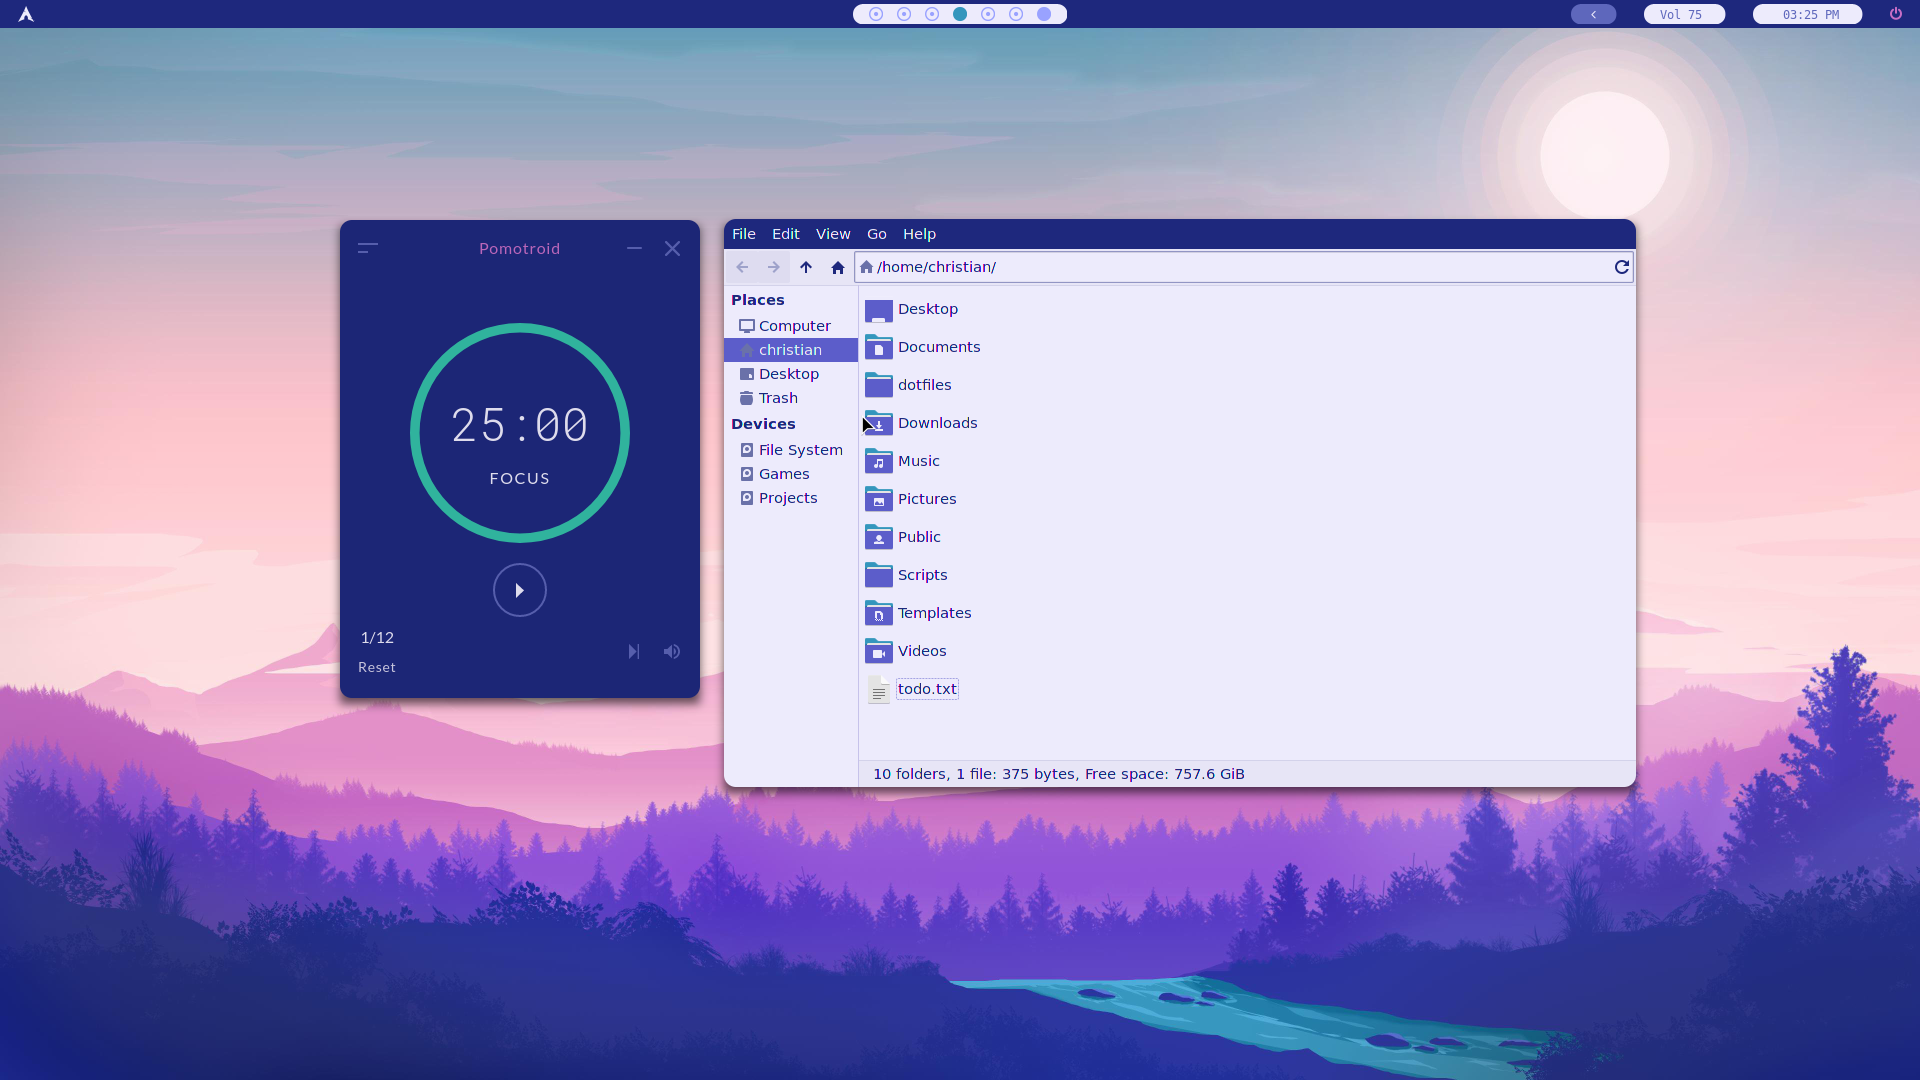 Vol 75
03:25 PM
Pomotroid
25:00
FOCUS
1/12
Reset
File Edit View Go Help
/home/christian/
Places
Computer
christian
Desktop
Trash
Devices
File System
Games
Projects
Desktop
Documents
dotfiles
Downloads
Music
Pictures
Public
Scripts
Templates
Videos
todo.txt
10 folders, 1 file: 375 bytes, Free space: 757.6 GiB